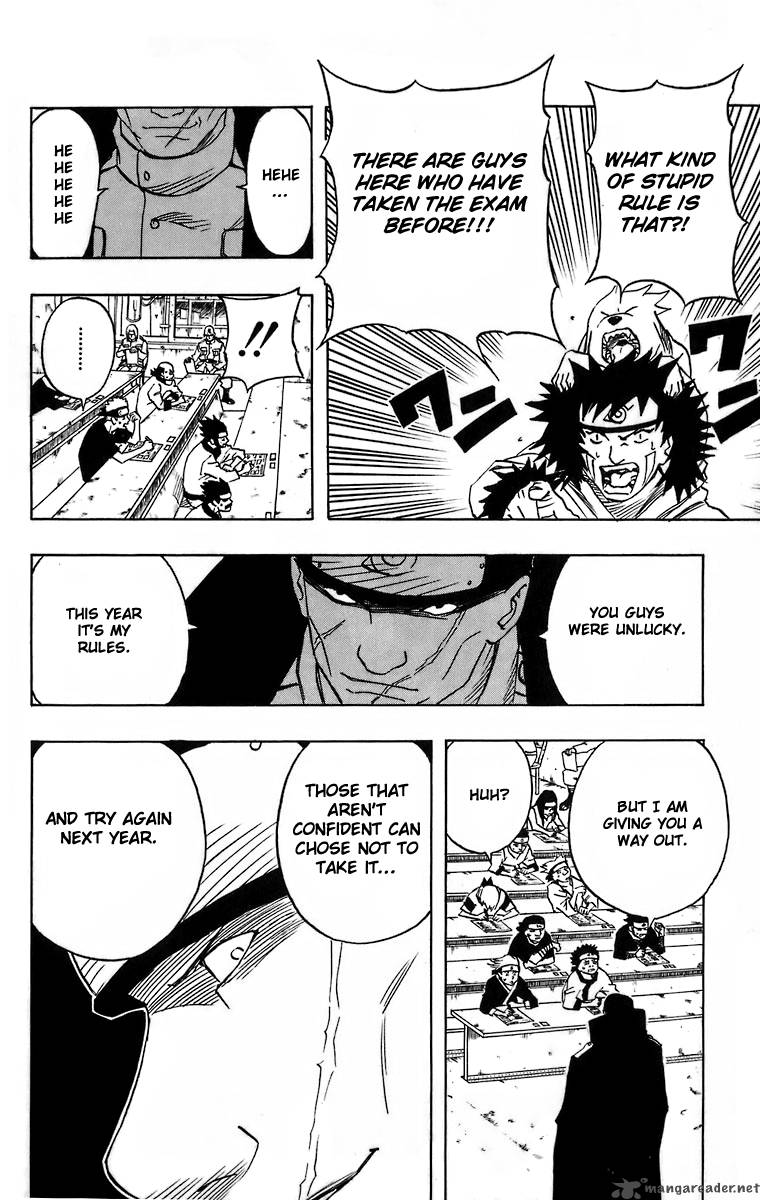 WHAT KIND
OF STUPID
RULE IS
THAT?!
THERE ARE GUYS
HERE WHO HAVE
TAKEN THE EXAM
BEFORE!!!
ワン
ワン
HEHE
...
HE
HE
HE
HE
HE
!!
.........
YOU GUYS
WERE UNLUCKY.
THIS YEAR
IT'S MY
RULES.
BUT I AM
GIVING YOU A
WAY OUT.
HUH?
THOSE THAT
AREN'T
CONFIDENT CAN
CHOSE NOT TO
TAKE IT...
AND TRY AGAIN
NEXT YEAR.
mangareader.net